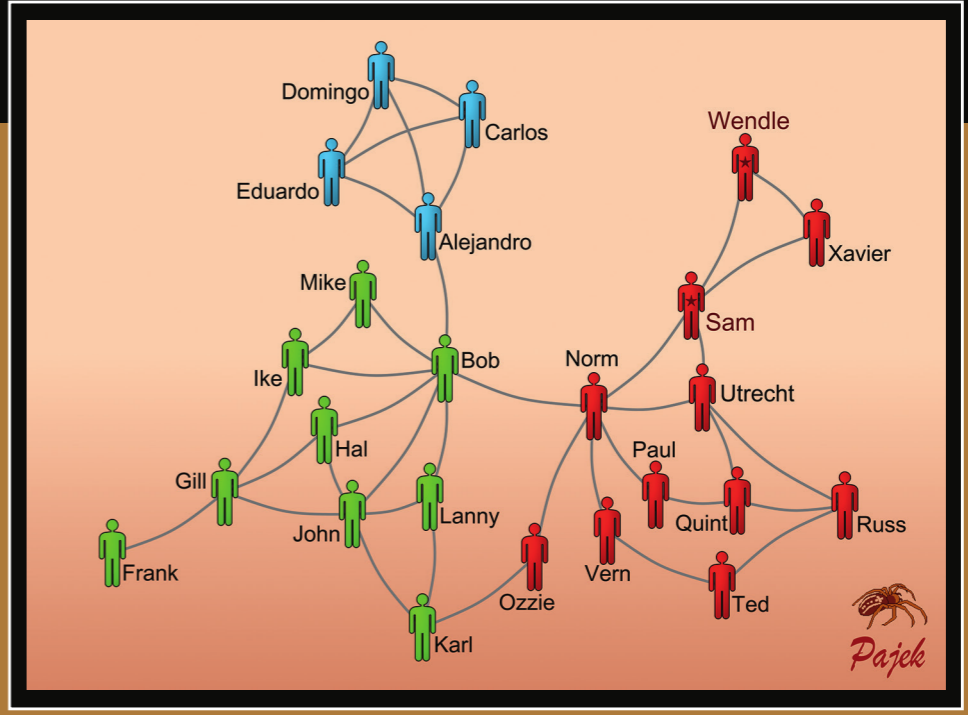 Domingo
Carlos
Wendle
Eduardo
Alejandro
Xavier
Mike
Sam
Bob
Norm
Ike
Utrecht
Hal
Paul
Gill
Lanny
John
Quint
Russ
Frank
Vern
Ozzie
Ted
Karl
Pajek